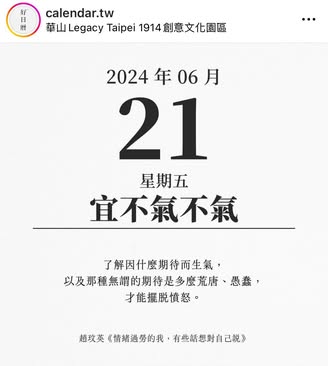 好日曆
calendar.tw
華山 Legacy Taipei 1914 創意文化園區
2024 年 06 月
21
星期五
宜不氣不氣
了解因什麼期待而生氣，
以及那種無謂的期待是多麼荒唐、愚蠢，
才能擺脫憤怒。
趙玟英《情緒過勞的我，有些話想對自己說》